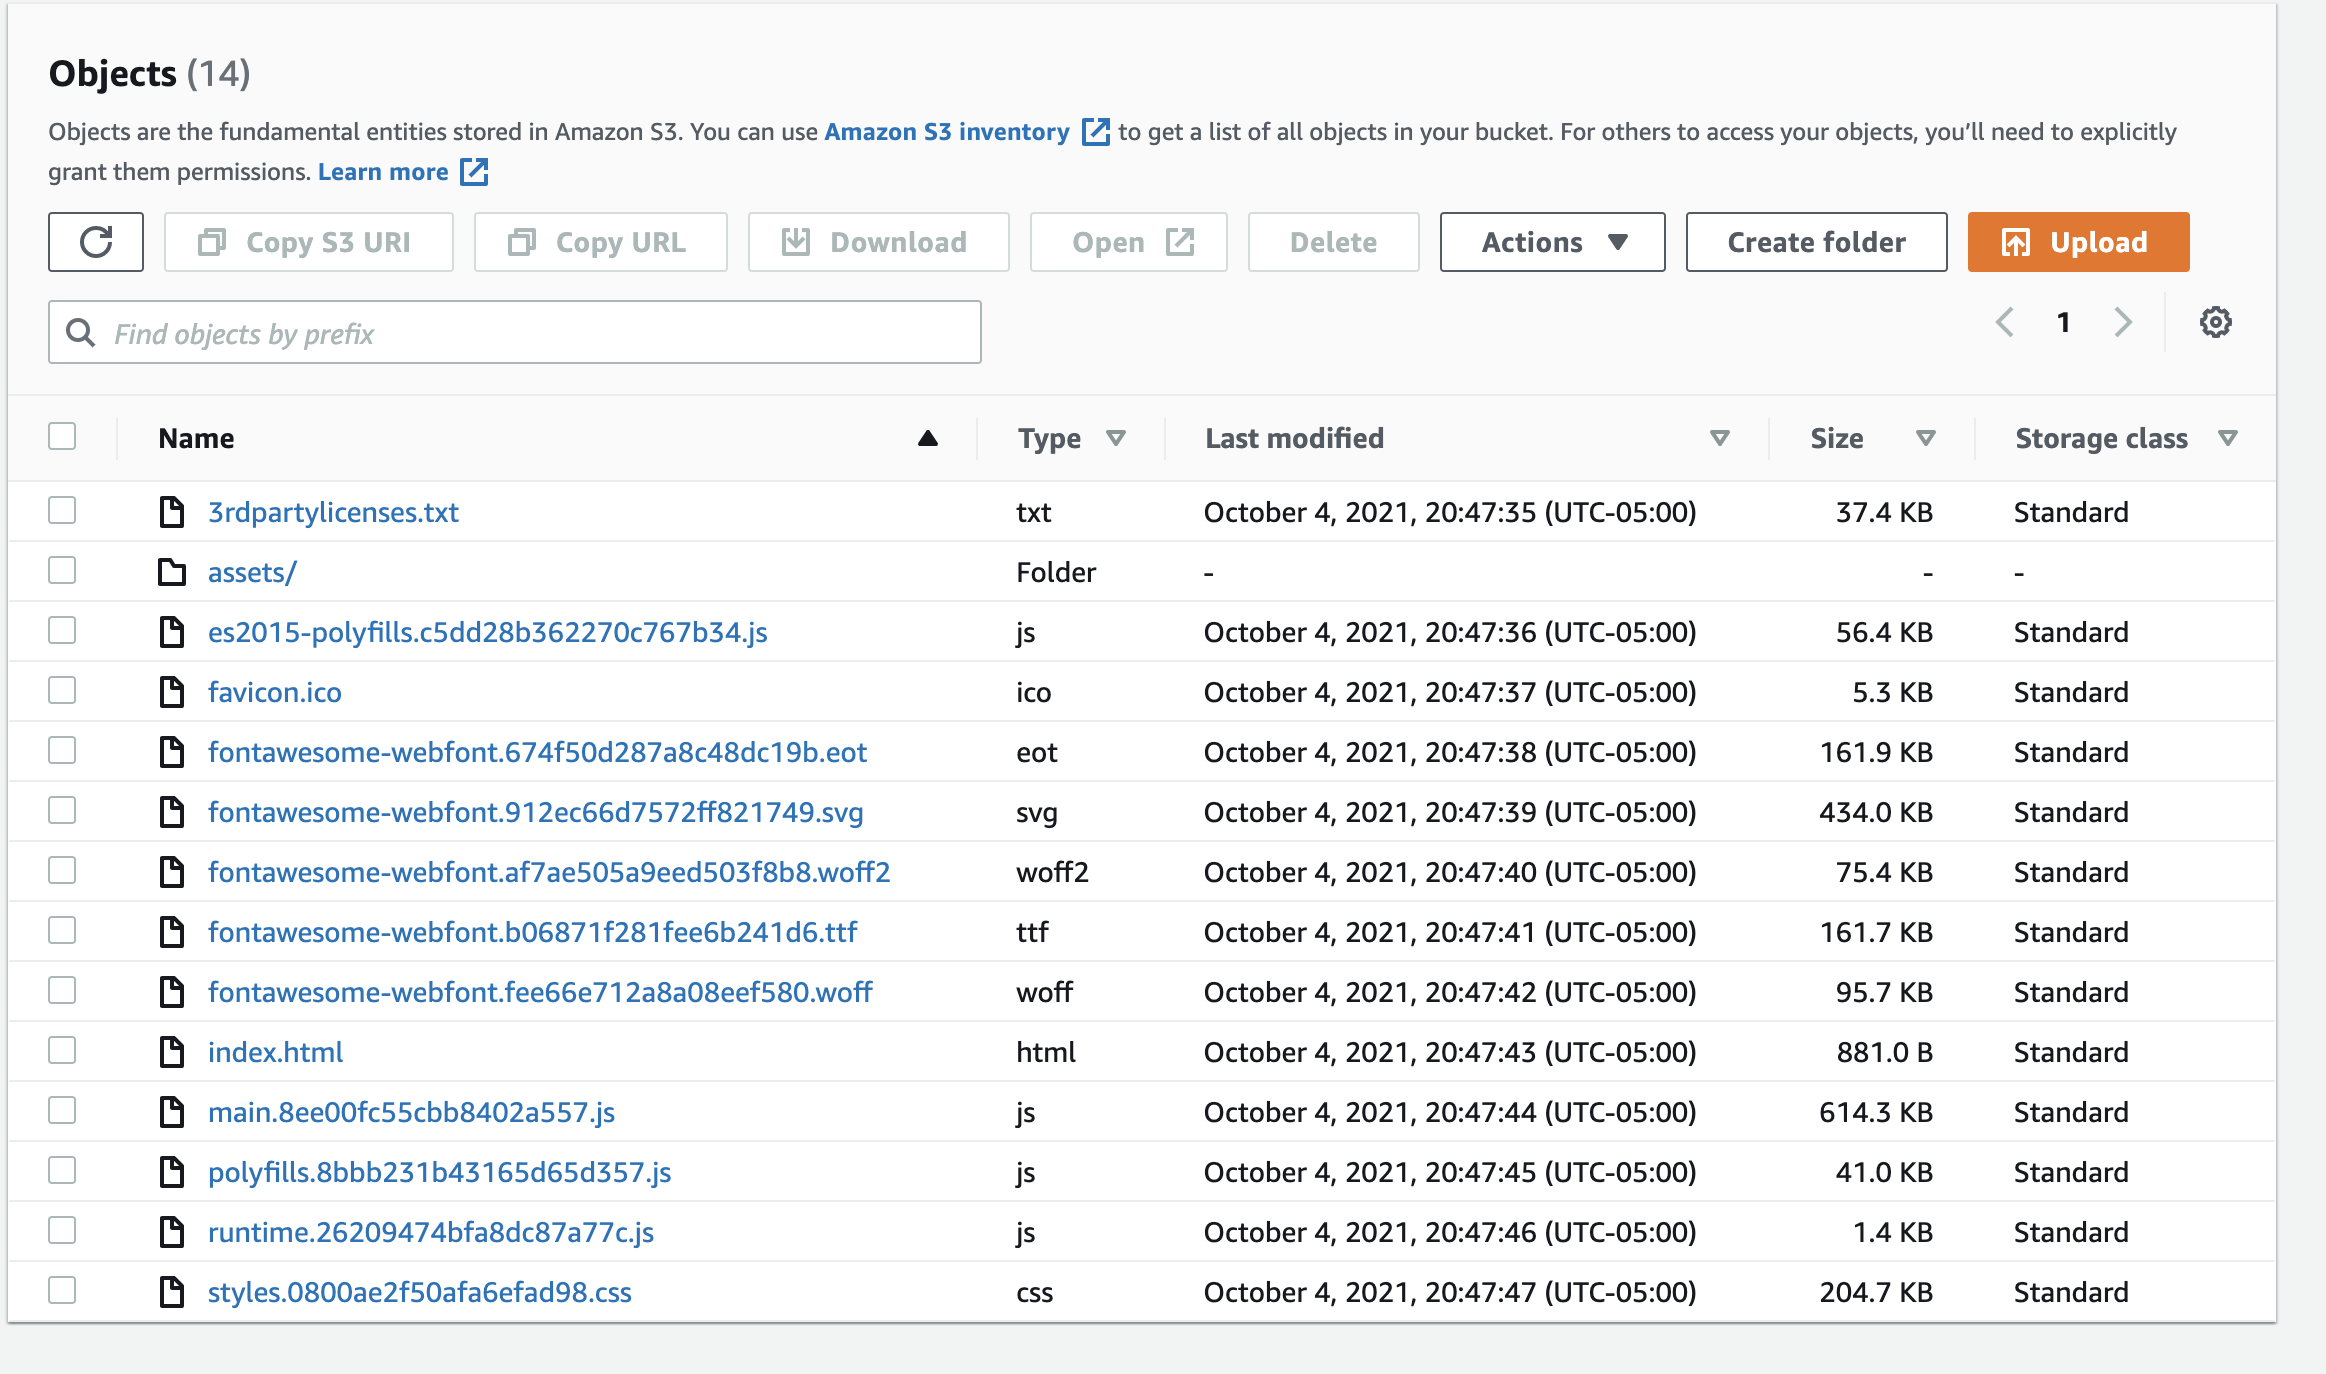 Objects (14)
Objects are the fundamental entities stored in Amazon S3. You can use Amazon S3 inventory to get a list of all objects in your bucket. For others to access your objects, you'll need to explicitly
grant them permissions. Learn more
Copy S3 URI Copy URL Download Open Delete Actions Create folder Upload
Find objects by prefix 1
Name Type Last modified Size Storage class
3rdpartylicenses.txt txt October 4, 2021, 20:47:35 (UTC-05:00) 37.4 KB Standard
assets/ Folder - - -
es2015-polyfills.c5dd28b362270c767b34.js js October 4, 2021, 20:47:36 (UTC-05:00) 56.4 KB Standard
favicon.ico ico October 4, 2021, 20:47:37 (UTC-05:00) 5.3 KB Standard
fontawesome-webfont.674f50d287a8c48dc19b.eot eot October 4, 2021, 20:47:38 (UTC-05:00) 161.9 KB Standard
fontawesome-webfont.912ec66d7572ff821749.svg svg October 4, 2021, 20:47:39 (UTC-05:00) 434.0 KB Standard
fontawesome-webfont.af7ae505a9eed503f8b8.woff2 woff2 October 4, 2021, 20:47:40 (UTC-05:00) 75.4 KB Standard
fontawesome-webfont.b06871f281fee6b241d6.ttf ttf October 4, 2021, 20:47:41 (UTC-05:00) 161.7 KB Standard
fontawesome-webfont.fee66e712a8a08eef580.woff woff October 4, 2021, 20:47:42 (UTC-05:00) 95.7 KB Standard
index.html html October 4, 2021, 20:47:43 (UTC-05:00) 881.0 B Standard
main.8ee00fc55cbb8402a557.js js October 4, 2021, 20:47:44 (UTC-05:00) 614.3 KB Standard
polyfills.8bbb231b43165d65d357.js js October 4, 2021, 20:47:45 (UTC-05:00) 41.0 KB Standard
runtime.26209474bfa8dc87a77c.js js October 4, 2021, 20:47:46 (UTC-05:00) 1.4 KB Standard
styles.0800ae2f50afa6efad98.css css October 4, 2021, 20:47:47 (UTC-05:00) 204.7 KB Standard